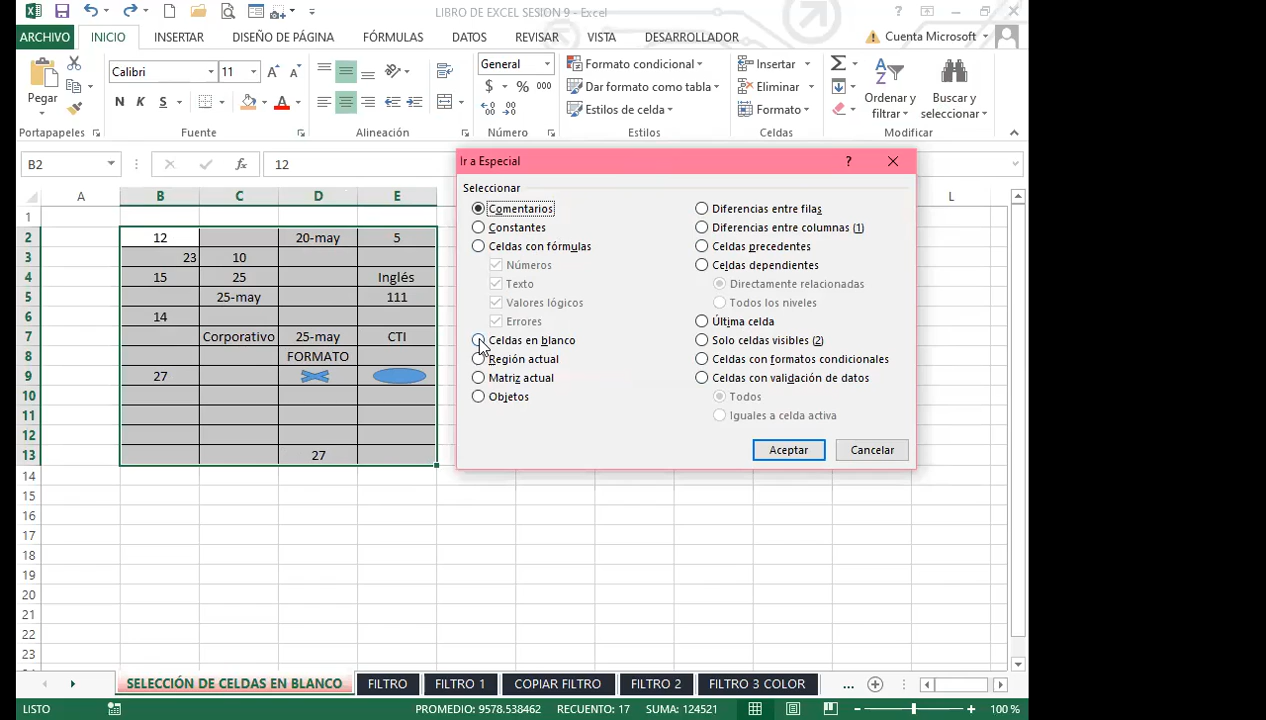 LIBRO DE EXCEL SESION 9 - Excel
ARCHIVO INICIO INSERTAR DISEÑO DE PÁGINA FÓRMULAS DATOS REVISAR VISTA DESARROLLADOR Cuenta Microsoft
Calibri 11 General Formato condicional Insertar
Pegar N K S $ % 000 Dar formato como tabla Eliminar Ordenar y filtrar Buscar y seleccionar
Estilos de celda Formato
Portapapeles Fuente Alineación Número Estilos Celdas Modificar
B2 fx 12
Ir a Especial ?
Seleccionar
Comentarios Diferencias entre filas
Constantes Diferencias entre columnas (1)
Celdas con fórmulas Celdas precedentes
Números Celdas dependientes
Texto Directamente relacionadas
Valores lógicos Todos los niveles
Errores Última celda
Celdas en blanco Solo celdas visibles (2)
Región actual Celdas con formatos condicionales
Matriz actual Celdas con validación de datos
Objetos Todos
Iguales a celda activa
Aceptar Cancelar
A B C D E L
1
2 12 20-may 5
3 23 10
4 15 25 Inglés
5 25-may 111
6 14
7 Corporativo 25-may CTI
8 FORMATO
9 27
10
11
12
13 27
14
15
16
17
18
19
20
21
22
23
SELECCIÓN DE CELDAS EN BLANCO FILTRO FILTRO 1 COPIAR FILTRO FILTRO 2 FILTRO 3 COLOR ...
LISTO PROMEDIO: 9578.538462 RECUENTO: 17 SUMA: 124521 100 %